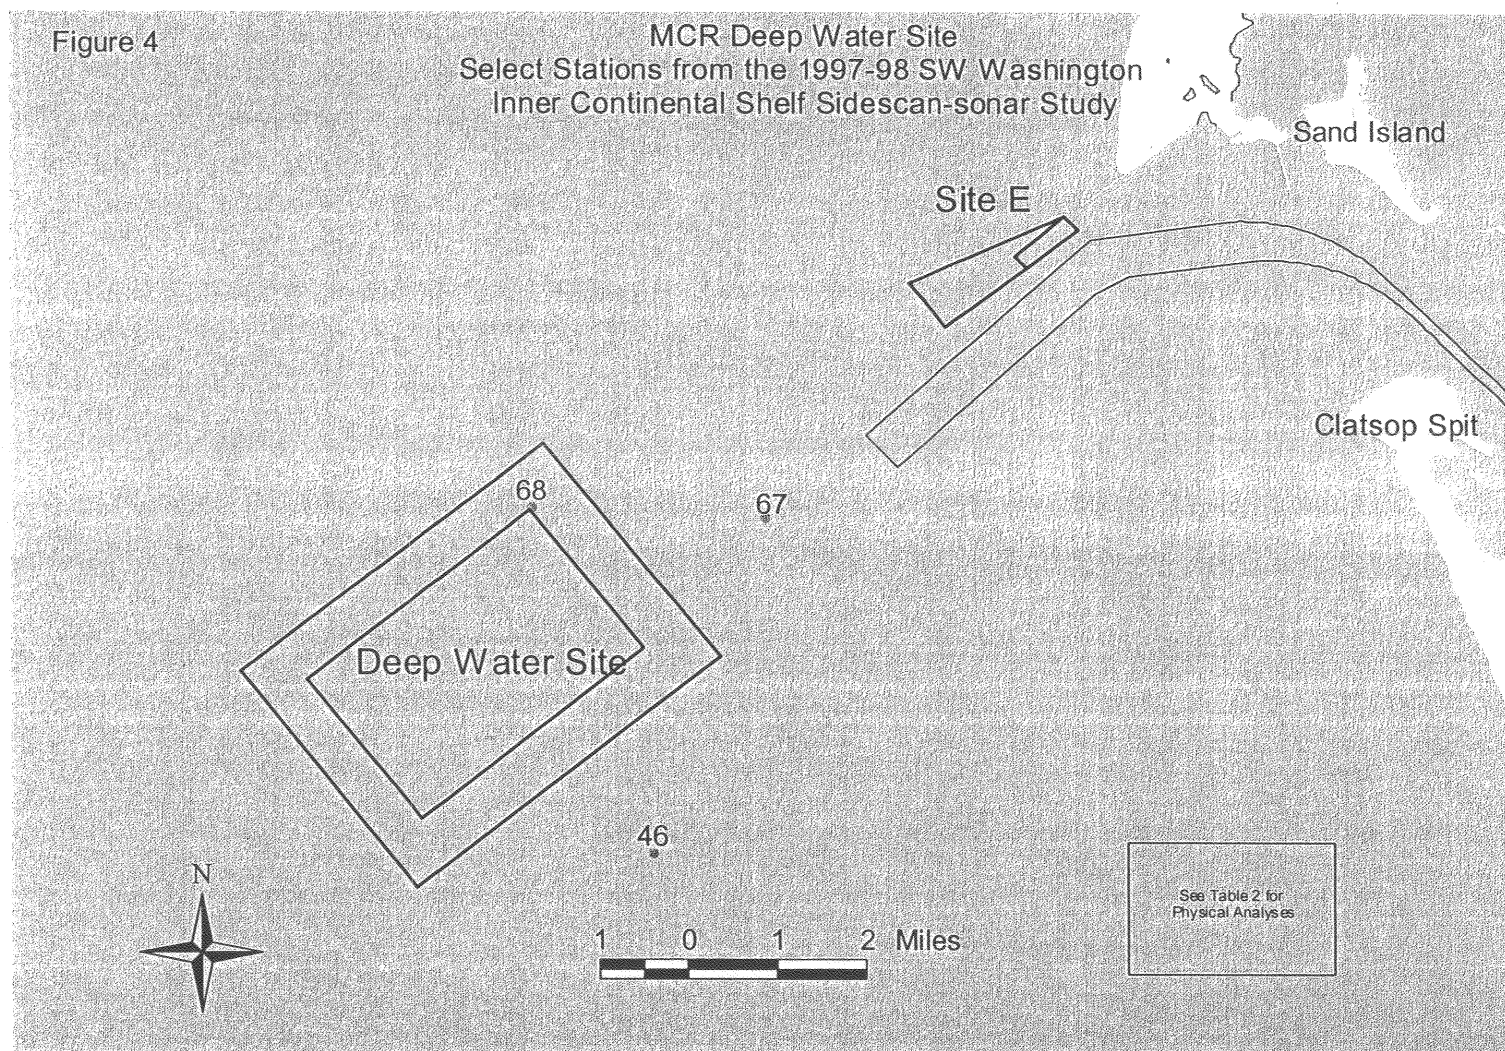 Figure 4
MCR Deep Water Site
Select Stations from the 1997-98 SW Washington
Inner Continental Shelf Sidescan-sonar Study
Sand Island
Site E
Clatsop Spit
68
67
Deep Water Site
46
N
1 0 1 2 Miles
See Table 2 for
Physical Analyses